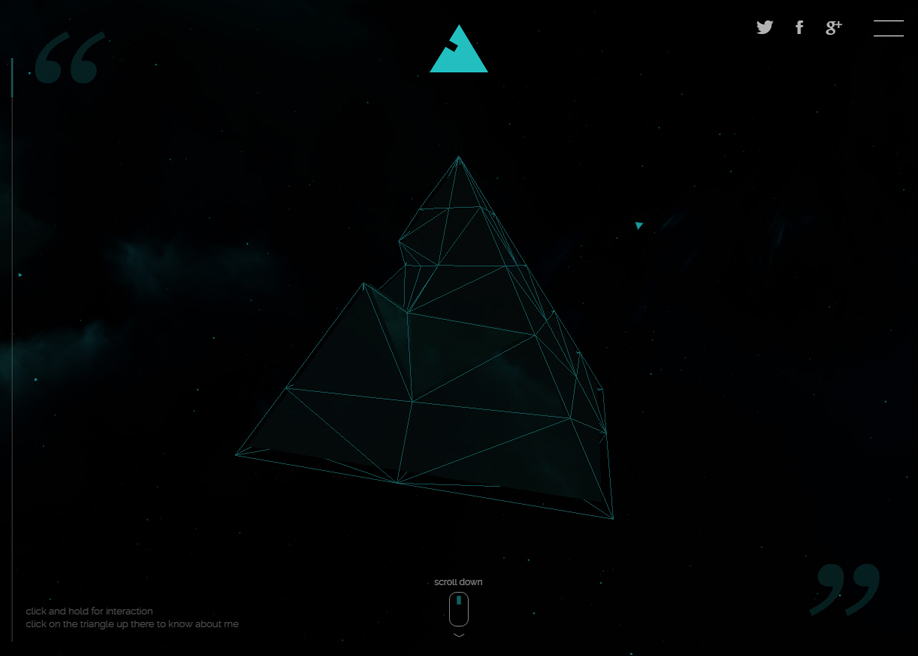 scroll down
click and hold for interaction
click on the triangle up there to know about me